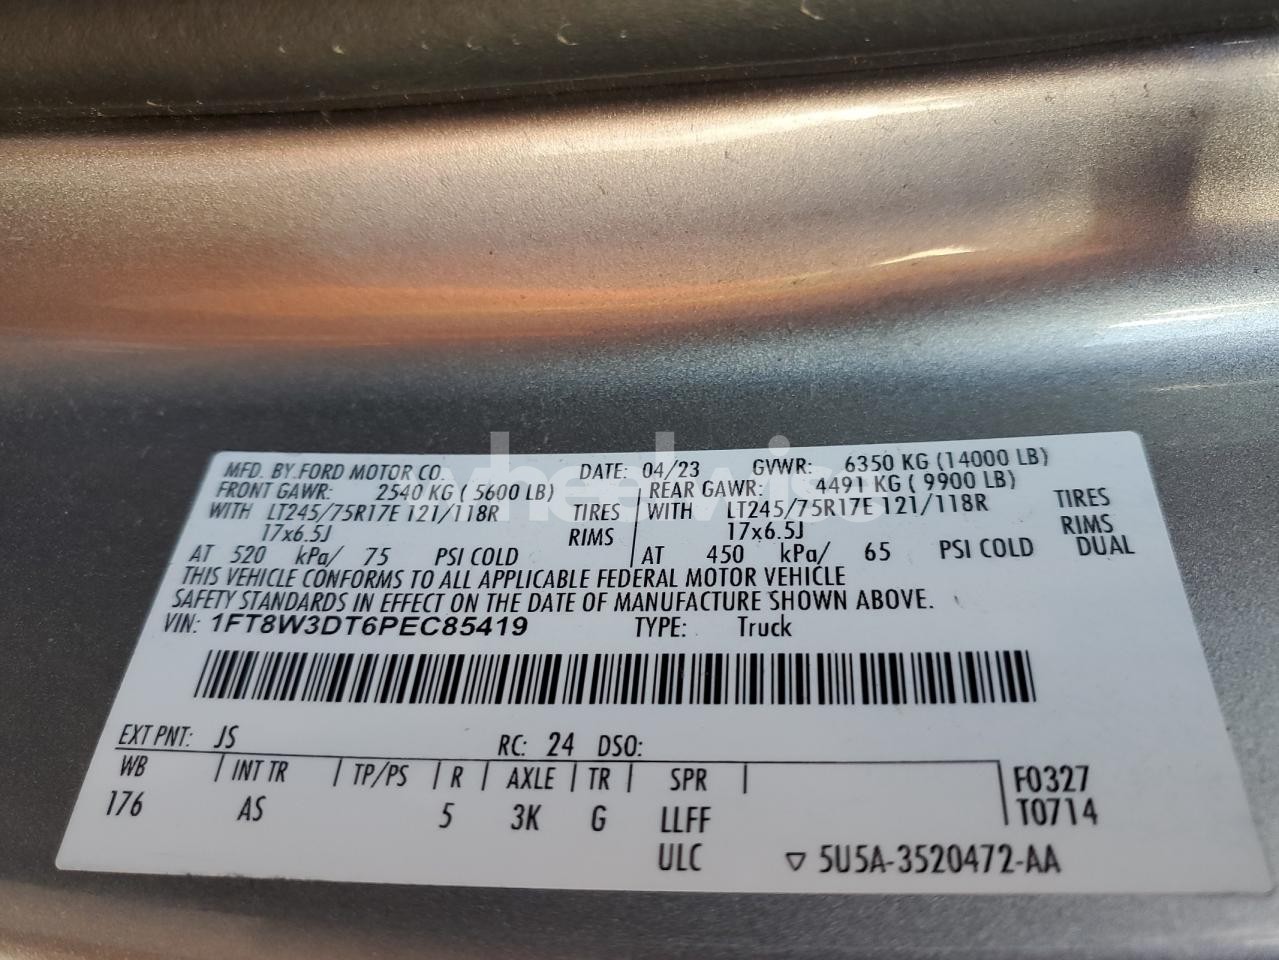 MFD. BY FORD MOTOR CO. DATE: 04/23 GVWR: 6350 KG (14000 LB)
FRONT GAWR: 2540 KG ( 5600 LB) REAR GAWR: 4491 KG ( 9900 LB)
WITH LT245/75R17E 121/118R TIRES WITH LT245/75R17E 121/118R TIRES
17x6.5J RIMS 17x6.5J RIMS
AT 520 kPa/ 75 PSI COLD AT 450 kPa/ 65 PSI COLD DUAL
THIS VEHICLE CONFORMS TO ALL APPLICABLE FEDERAL MOTOR VEHICLE
SAFETY STANDARDS IN EFFECT ON THE DATE OF MANUFACTURE SHOWN ABOVE.
VIN: 1FT8W3DT6PEC85419 TYPE: Truck
EXT PNT: JS RC: 24 DSO:
WB INT TR TP/PS R AXLE TR SPR F0327
176 AS 5 3K G LLFF T0714
ULC 5U5A-3520472-AA
wheelwise